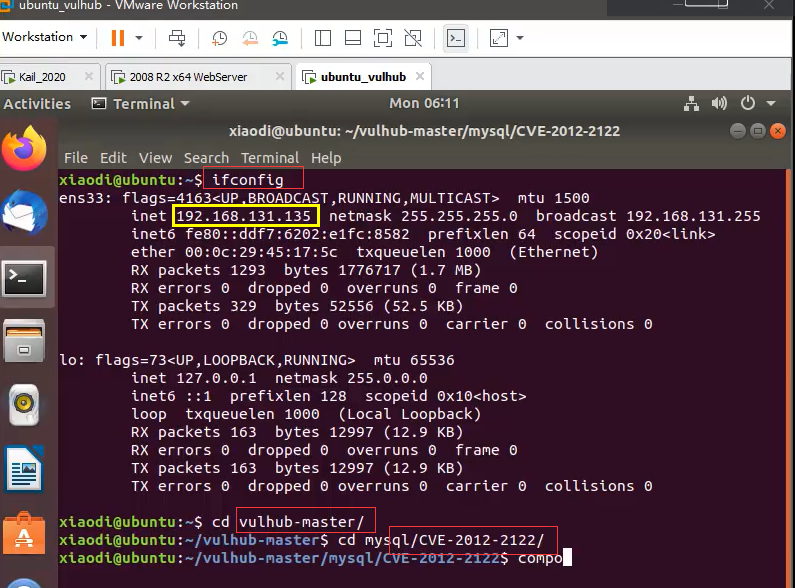 ubuntu_vulhub - VMware Workstation
Workstation
Kail_2020
2008 R2 x64 WebServer
ubuntu_vulhub
Activities
Terminal
Mon 06:11
xiaodi@ubuntu: ~/vulhub-master/mysql/CVE-2012-2122
File Edit View Search Terminal Help
xiaodi@ubuntu:~$ ifconfig
ens33: flags=4163<UP,BROADCAST,RUNNING,MULTICAST>  mtu 1500
inet 192.168.131.135  netmask 255.255.255.0  broadcast 192.168.131.255
inet6 fe80::ddf7:6202:e1fc:8582  prefixlen 64  scopeid 0x20<link>
ether 00:0c:29:45:17:5c  txqueuelen 1000  (Ethernet)
RX packets 1293  bytes 1776717 (1.7 MB)
RX errors 0  dropped 0  overruns 0  frame 0
TX packets 329  bytes 52556 (52.5 KB)
TX errors 0  dropped 0 overruns 0  carrier 0  collisions 0
lo: flags=73<UP,LOOPBACK,RUNNING>  mtu 65536
inet 127.0.0.1  netmask 255.0.0.0
inet6 ::1  prefixlen 128  scopeid 0x10<host>
loop  txqueuelen 1000  (Local Loopback)
RX packets 163  bytes 12997 (12.9 KB)
RX errors 0  dropped 0  overruns 0  frame 0
TX packets 163  bytes 12997 (12.9 KB)
TX errors 0  dropped 0 overruns 0  carrier 0  collisions 0
xiaodi@ubuntu:~$ cd vulhub-master/
xiaodi@ubuntu:~/vulhub-master$ cd mysql/CVE-2012-2122/
xiaodi@ubuntu:~/vulhub-master/mysql/CVE-2012-2122$ compo